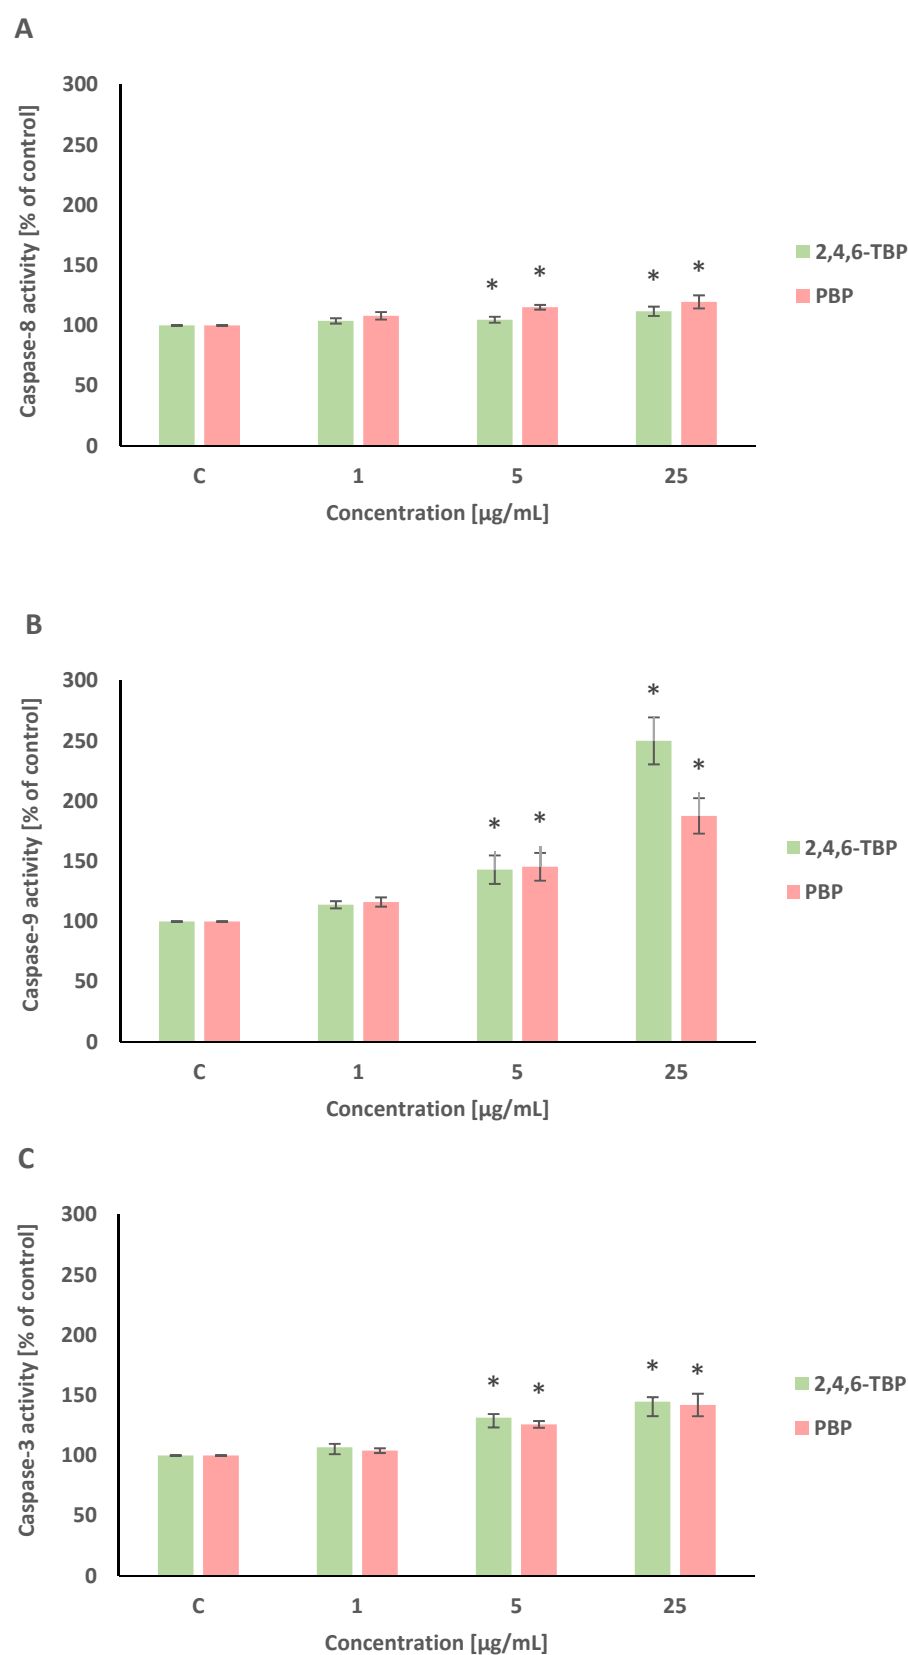 A
Caspase-8 activity [% of control]
300
250
200
150
100
50
0
* * * *
C 1 5 25
Concentration [µg/mL]
2,4,6-TBP
PBP
B
Caspase-9 activity [% of control]
300
250
200
150
100
50
0
* * * *
C 1 5 25
Concentration [µg/mL]
2,4,6-TBP
PBP
C
Caspase-3 activity [% of control]
300
250
200
150
100
50
0
* * * *
C 1 5 25
Concentration [µg/mL]
2,4,6-TBP
PBP